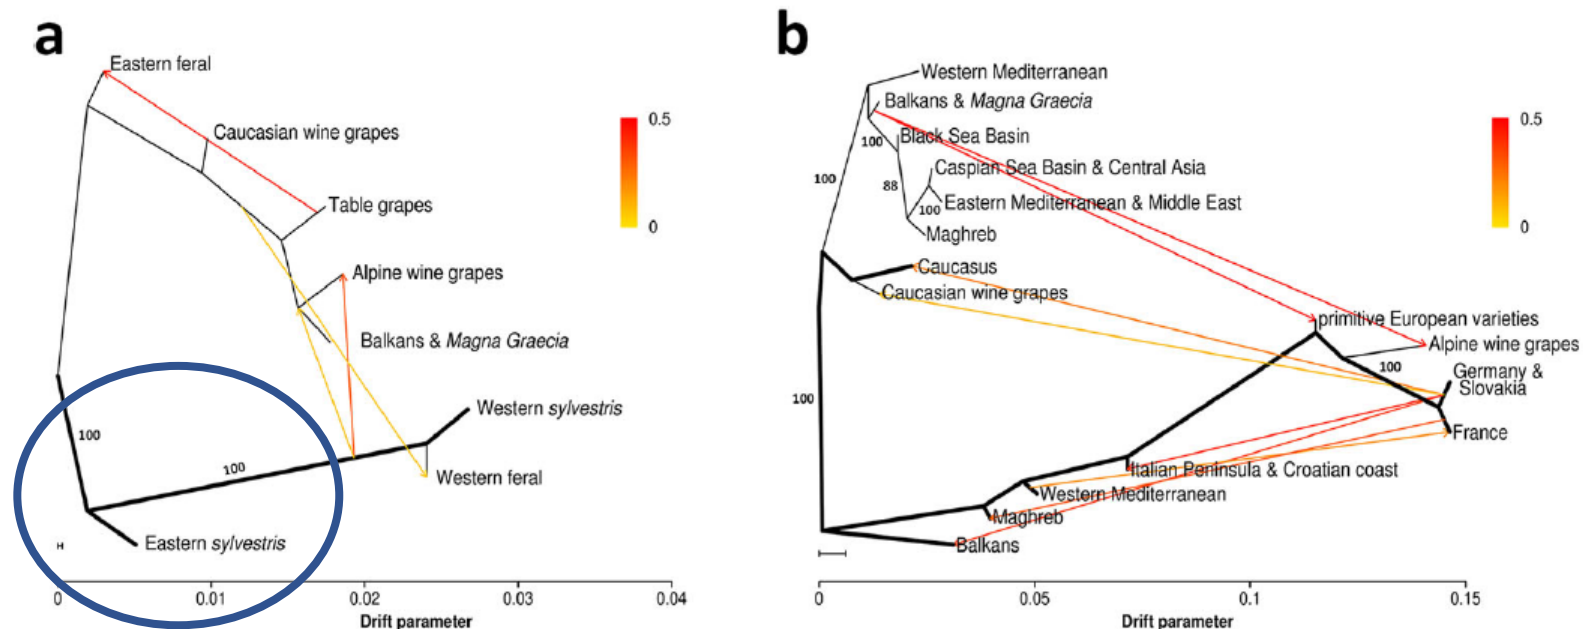 a
Eastern feral
Caucasian wine grapes
Table grapes
Alpine wine grapes
Balkans & Magna Graecia
Western sylvestris
Western feral
Eastern sylvestris
100
100
0.5
0
0
0.01
0.02
0.03
0.04
Drift parameter
b
Western Mediterranean
Balkans & Magna Graecia
Black Sea Basin
100
Caspian Sea Basin & Central Asia
100
88
Eastern Mediterranean & Middle East
100
Maghreb
Caucasus
Caucasian wine grapes
primitive European varieties
Alpine wine grapes
100
Germany &
Slovakia
100
France
Italian Peninsula & Croatian coast
Western Mediterranean
Maghreb
Balkans
0.5
0
0
0.05
0.1
0.15
Drift parameter